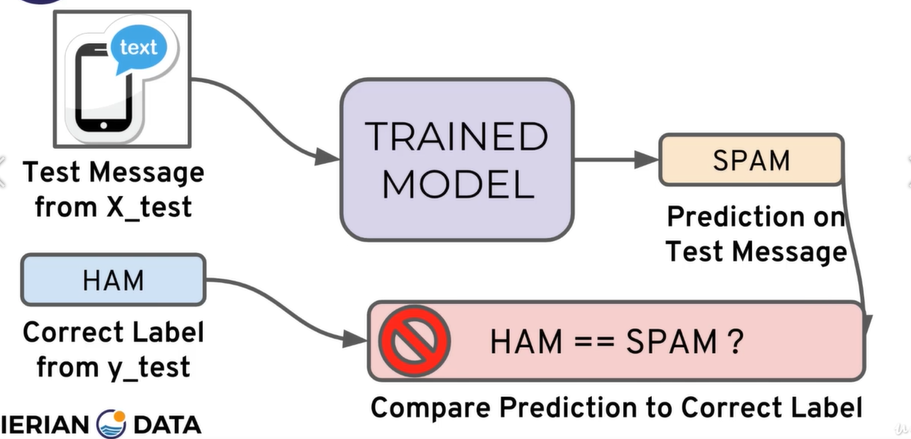 text
Test Message
from X_test
TRAINED
MODEL
SPAM
Prediction on
Test Message
HAM
Correct Label
from y_test
HAM == SPAM ?
Compare Prediction to Correct Label
IERIAN DATA